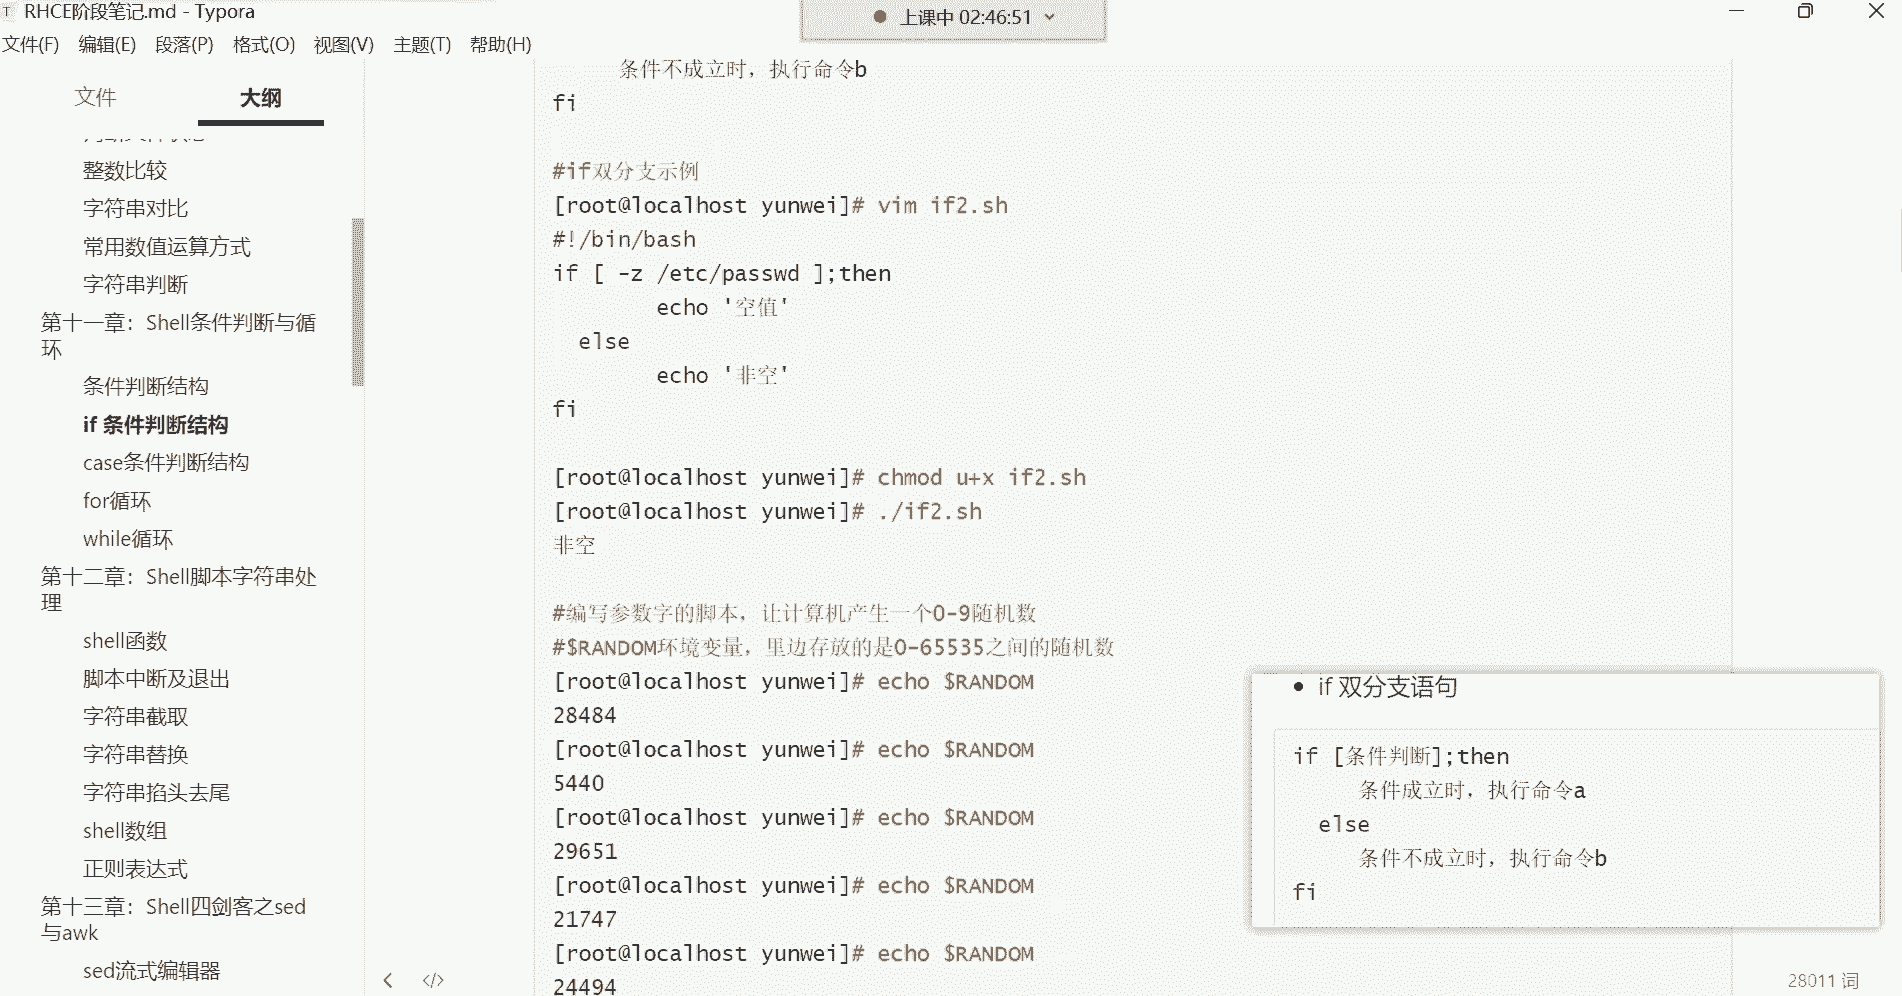 RHCE阶段笔记.md - Typora
上课中 02:46:51
文件(F) 编辑(E) 段落(P) 格式(O) 视图(V) 主题(T) 帮助(H)
文件 大纲
整数比较
字符串对比
常用数值运算方式
字符串判断
第十一章：Shell条件判断与循
环
条件判断结构
if 条件判断结构
case条件判断结构
for循环
while循环
第十二章：Shell脚本字符串处
理
shell函数
脚本中断及退出
字符串截取
字符串替换
字符串掐头去尾
shell数组
正则表达式
第十三章：Shell四剑客之sed
与awk
sed流式编辑器
条件不成立时，执行命令b
fi
#if双分支示例
[root@localhost yunwei]# vim if2.sh
#!/bin/bash
if [ -z /etc/passwd ];then
echo '空值'
else
echo '非空'
fi
[root@localhost yunwei]# chmod u+x if2.sh
[root@localhost yunwei]# ./if2.sh
非空
#编写参数字的脚本，让计算机产生一个0-9随机数
#$RANDOM环境变量，里边存放的是0-65535之间的随机数
[root@localhost yunwei]# echo $RANDOM
28484
[root@localhost yunwei]# echo $RANDOM
5440
[root@localhost yunwei]# echo $RANDOM
29651
[root@localhost yunwei]# echo $RANDOM
21747
[root@localhost yunwei]# echo $RANDOM
24494
if 双分支语句
if [条件判断];then
条件成立时，执行命令a
else
条件不成立时，执行命令b
fi
28011 词